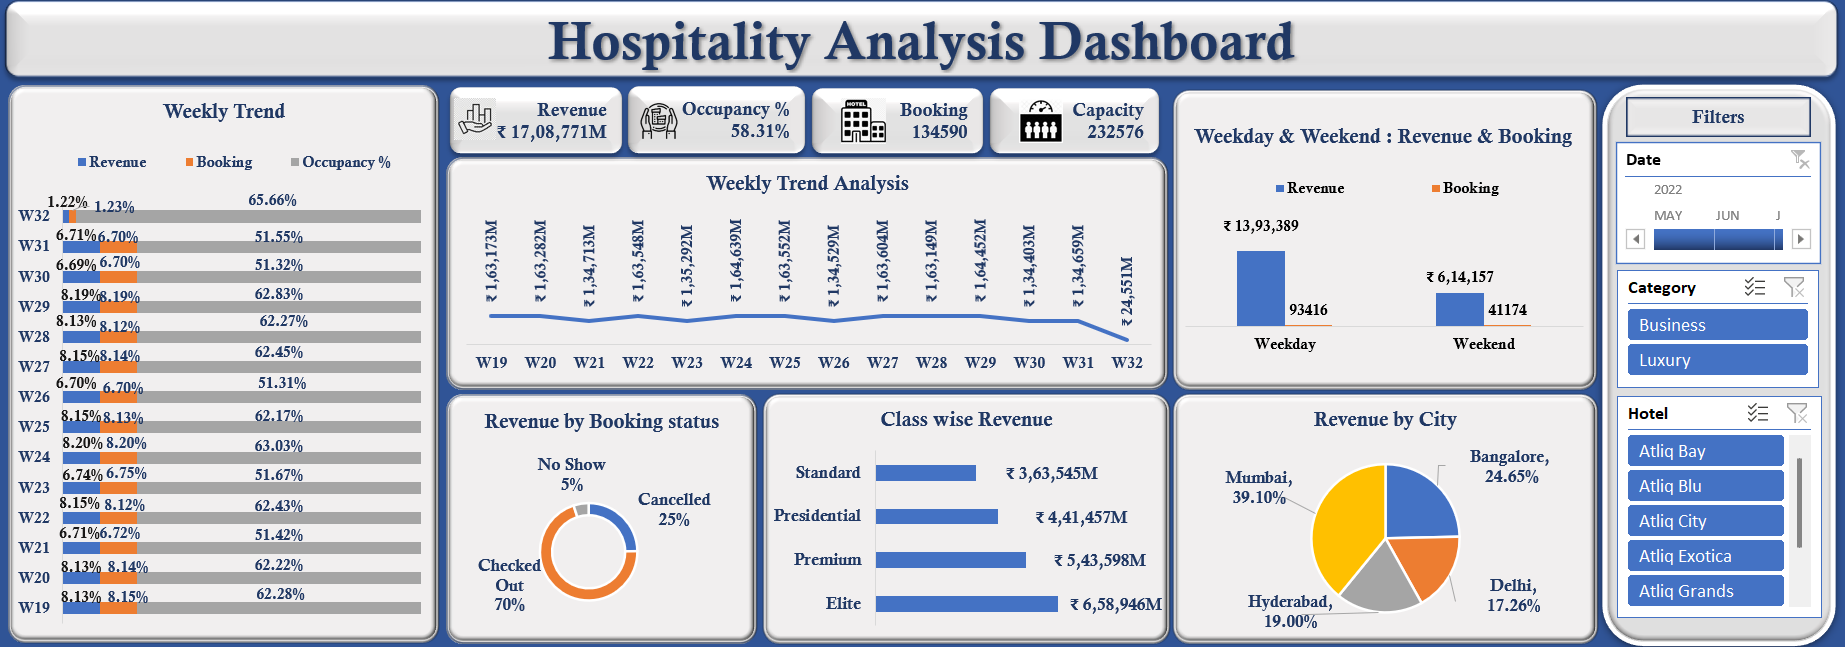 Hospitality Analysis Dashboard
Weekly Trend
Revenue Booking Occupancy %
W32 1.22% 1.23% 65.66%
W31 6.71% 6.70% 51.55%
W30 6.69% 6.70% 51.32%
W29 8.19% 8.19% 62.83%
W28 8.13% 8.12% 62.27%
W27 8.15% 8.14% 62.45%
W26 6.70% 6.70% 51.31%
W25 8.15% 8.13% 62.17%
W24 8.20% 8.20% 63.03%
W23 6.74% 6.75% 51.67%
W22 8.15% 8.12% 62.43%
W21 6.71% 6.72% 51.42%
W20 8.13% 8.14% 62.22%
W19 8.13% 8.15% 62.28%
Revenue
₹ 17,08,771M
Occupancy %
58.31%
HOTEL
Booking
134590
Capacity
232576
Weekly Trend Analysis
₹ 1,63,173M
₹ 1,63,282M
₹ 1,34,713M
₹ 1,63,548M
₹ 1,35,292M
₹ 1,64,639M
₹ 1,63,552M
₹ 1,34,529M
₹ 1,63,604M
₹ 1,63,149M
₹ 1,64,452M
₹ 1,34,403M
₹ 1,34,659M
₹ 24,551M
W19 W20 W21 W22 W23 W24 W25 W26 W27 W28 W29 W30 W31 W32
Weekday & Weekend : Revenue & Booking
Revenue Booking
₹ 13,93,389
93416
₹ 6,14,157
41174
Weekday Weekend
Revenue by Booking status
No Show
5%
Cancelled
25%
Checked
Out
70%
Class wise Revenue
Standard ₹ 3,63,545M
Presidential ₹ 4,41,457M
Premium ₹ 5,43,598M
Elite ₹ 6,58,946M
Revenue by City
Bangalore,
24.65%
Mumbai,
39.10%
Delhi,
17.26%
Hyderabad,
19.00%
Filters
Date
2022
MAY JUN J
Category
Business
Luxury
Hotel
Atliq Bay
Atliq Blu
Atliq City
Atliq Exotica
Atliq Grands